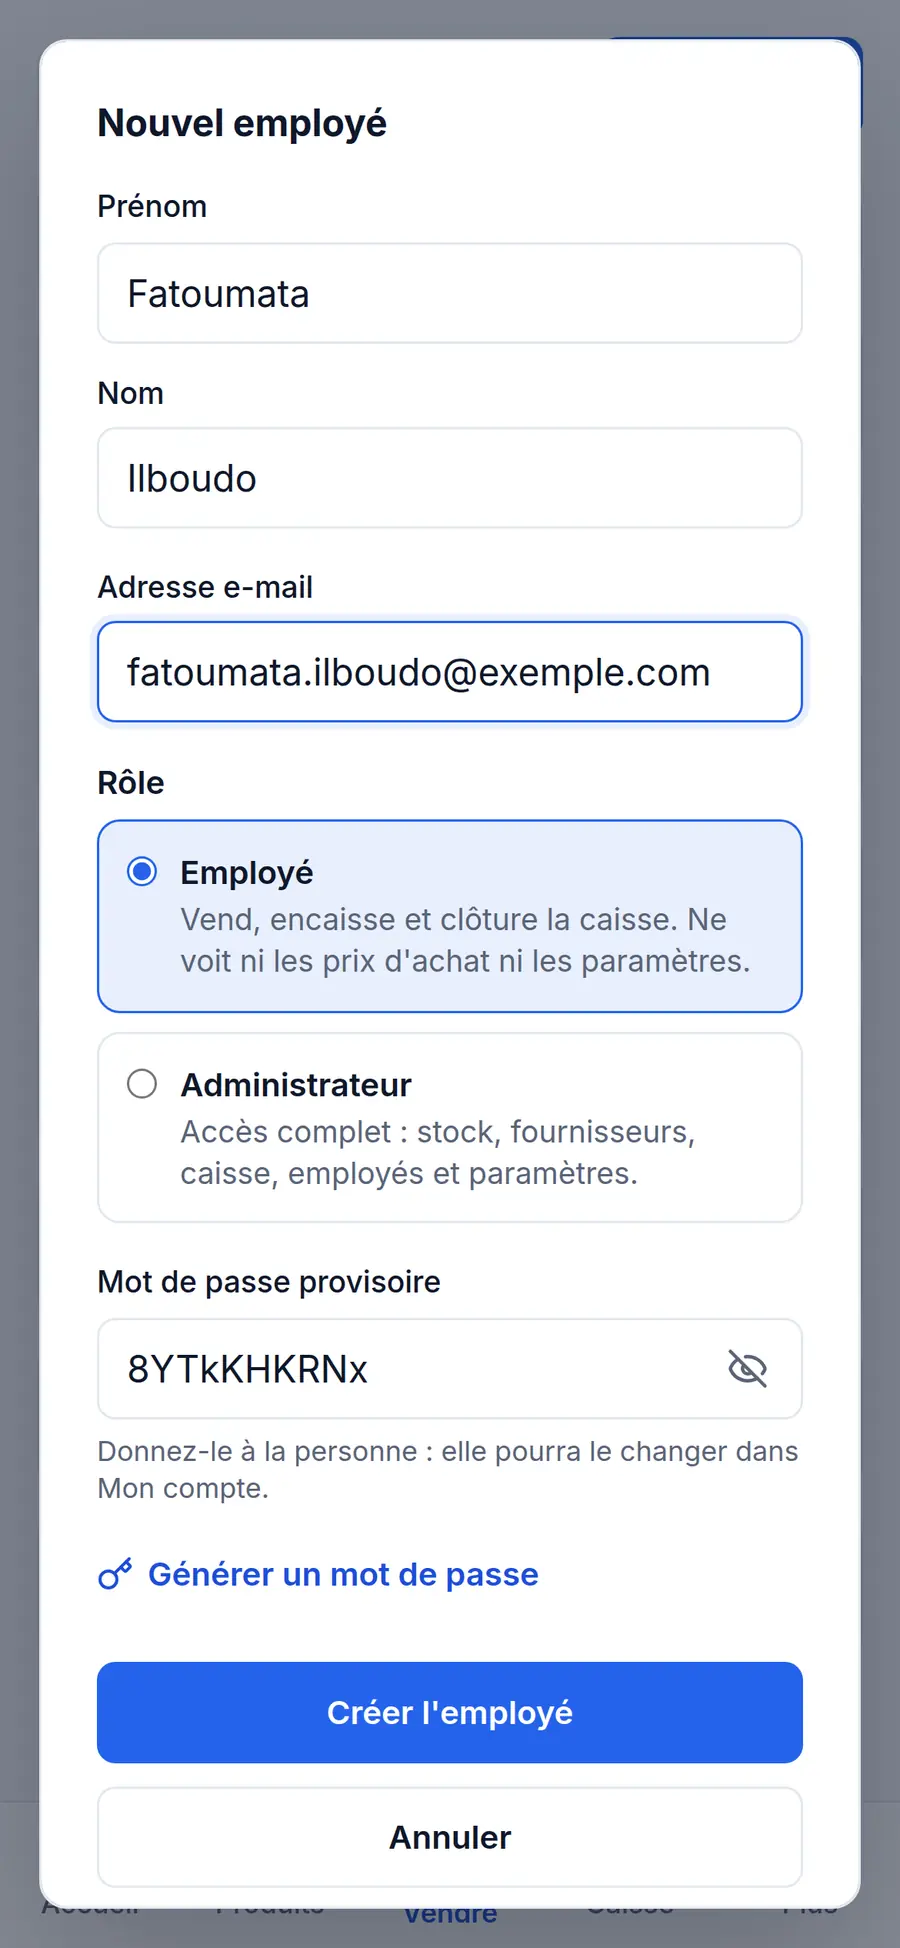 Nouvel employé
Prénom
Fatoumata
Nom
Ilboudo
Adresse e-mail
fatoumata.ilboudo@exemple.com
Rôle
Employé
Vend, encaisse et clôture la caisse. Ne
voit ni les prix d'achat ni les paramètres.
Administrateur
Accès complet : stock, fournisseurs,
caisse, employés et paramètres.
Mot de passe provisoire
8YTkKHKRNx
Donnez-le à la personne : elle pourra le changer dans
Mon compte.
Générer un mot de passe
Créer l'employé
Annuler
Vendre